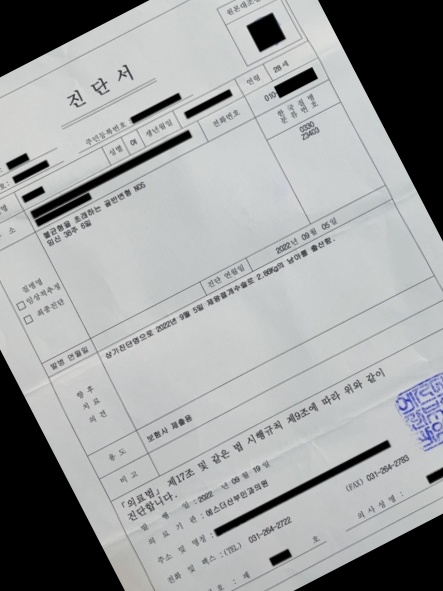 원본대조
진단서
주민등록번호 :
성별 여 생년월일 연령 28세
전화번호 010
한국질병
분류번호
불균형을 초래하는 골반변형 NOS
임신 38주 6일
0330
Z3403
질병명
□ 임상적추정
□ 최종진단
발병 연월일
진단 연월일 2022년 09월 05일
상기진단명으로 2022년 9월 5일 제왕절개수술로 2.88Kg의 남아를 출산함.
향후
치료
의견
용도 보험사 제출용
비고
「의료법」 제17조 및 같은 법 시행규칙 제9조에 따라 위와 같이
진단합니다.
발 행 일 : 2022 년 09 월 19 일
의 료 기 관 : 에스더산부인과의원
주소 및 명칭 :
전화 및 팩스 : (TEL) 031-264-2722 (FAX) 031-264-2783
호 : 제 호 의사성명 :